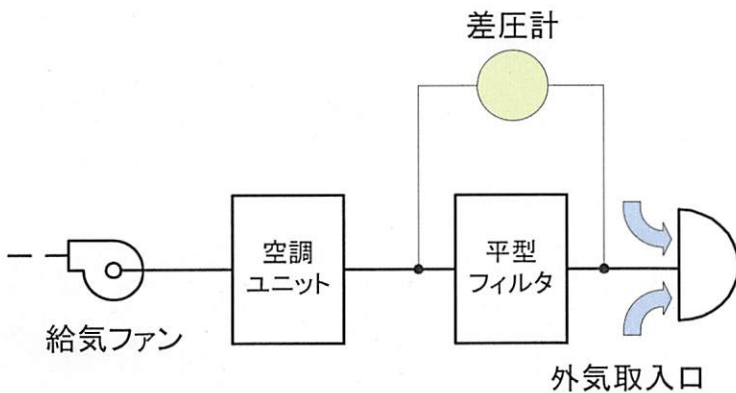 差圧計
空調
ユニット
平型
フィルタ
給気ファン
外気取入口